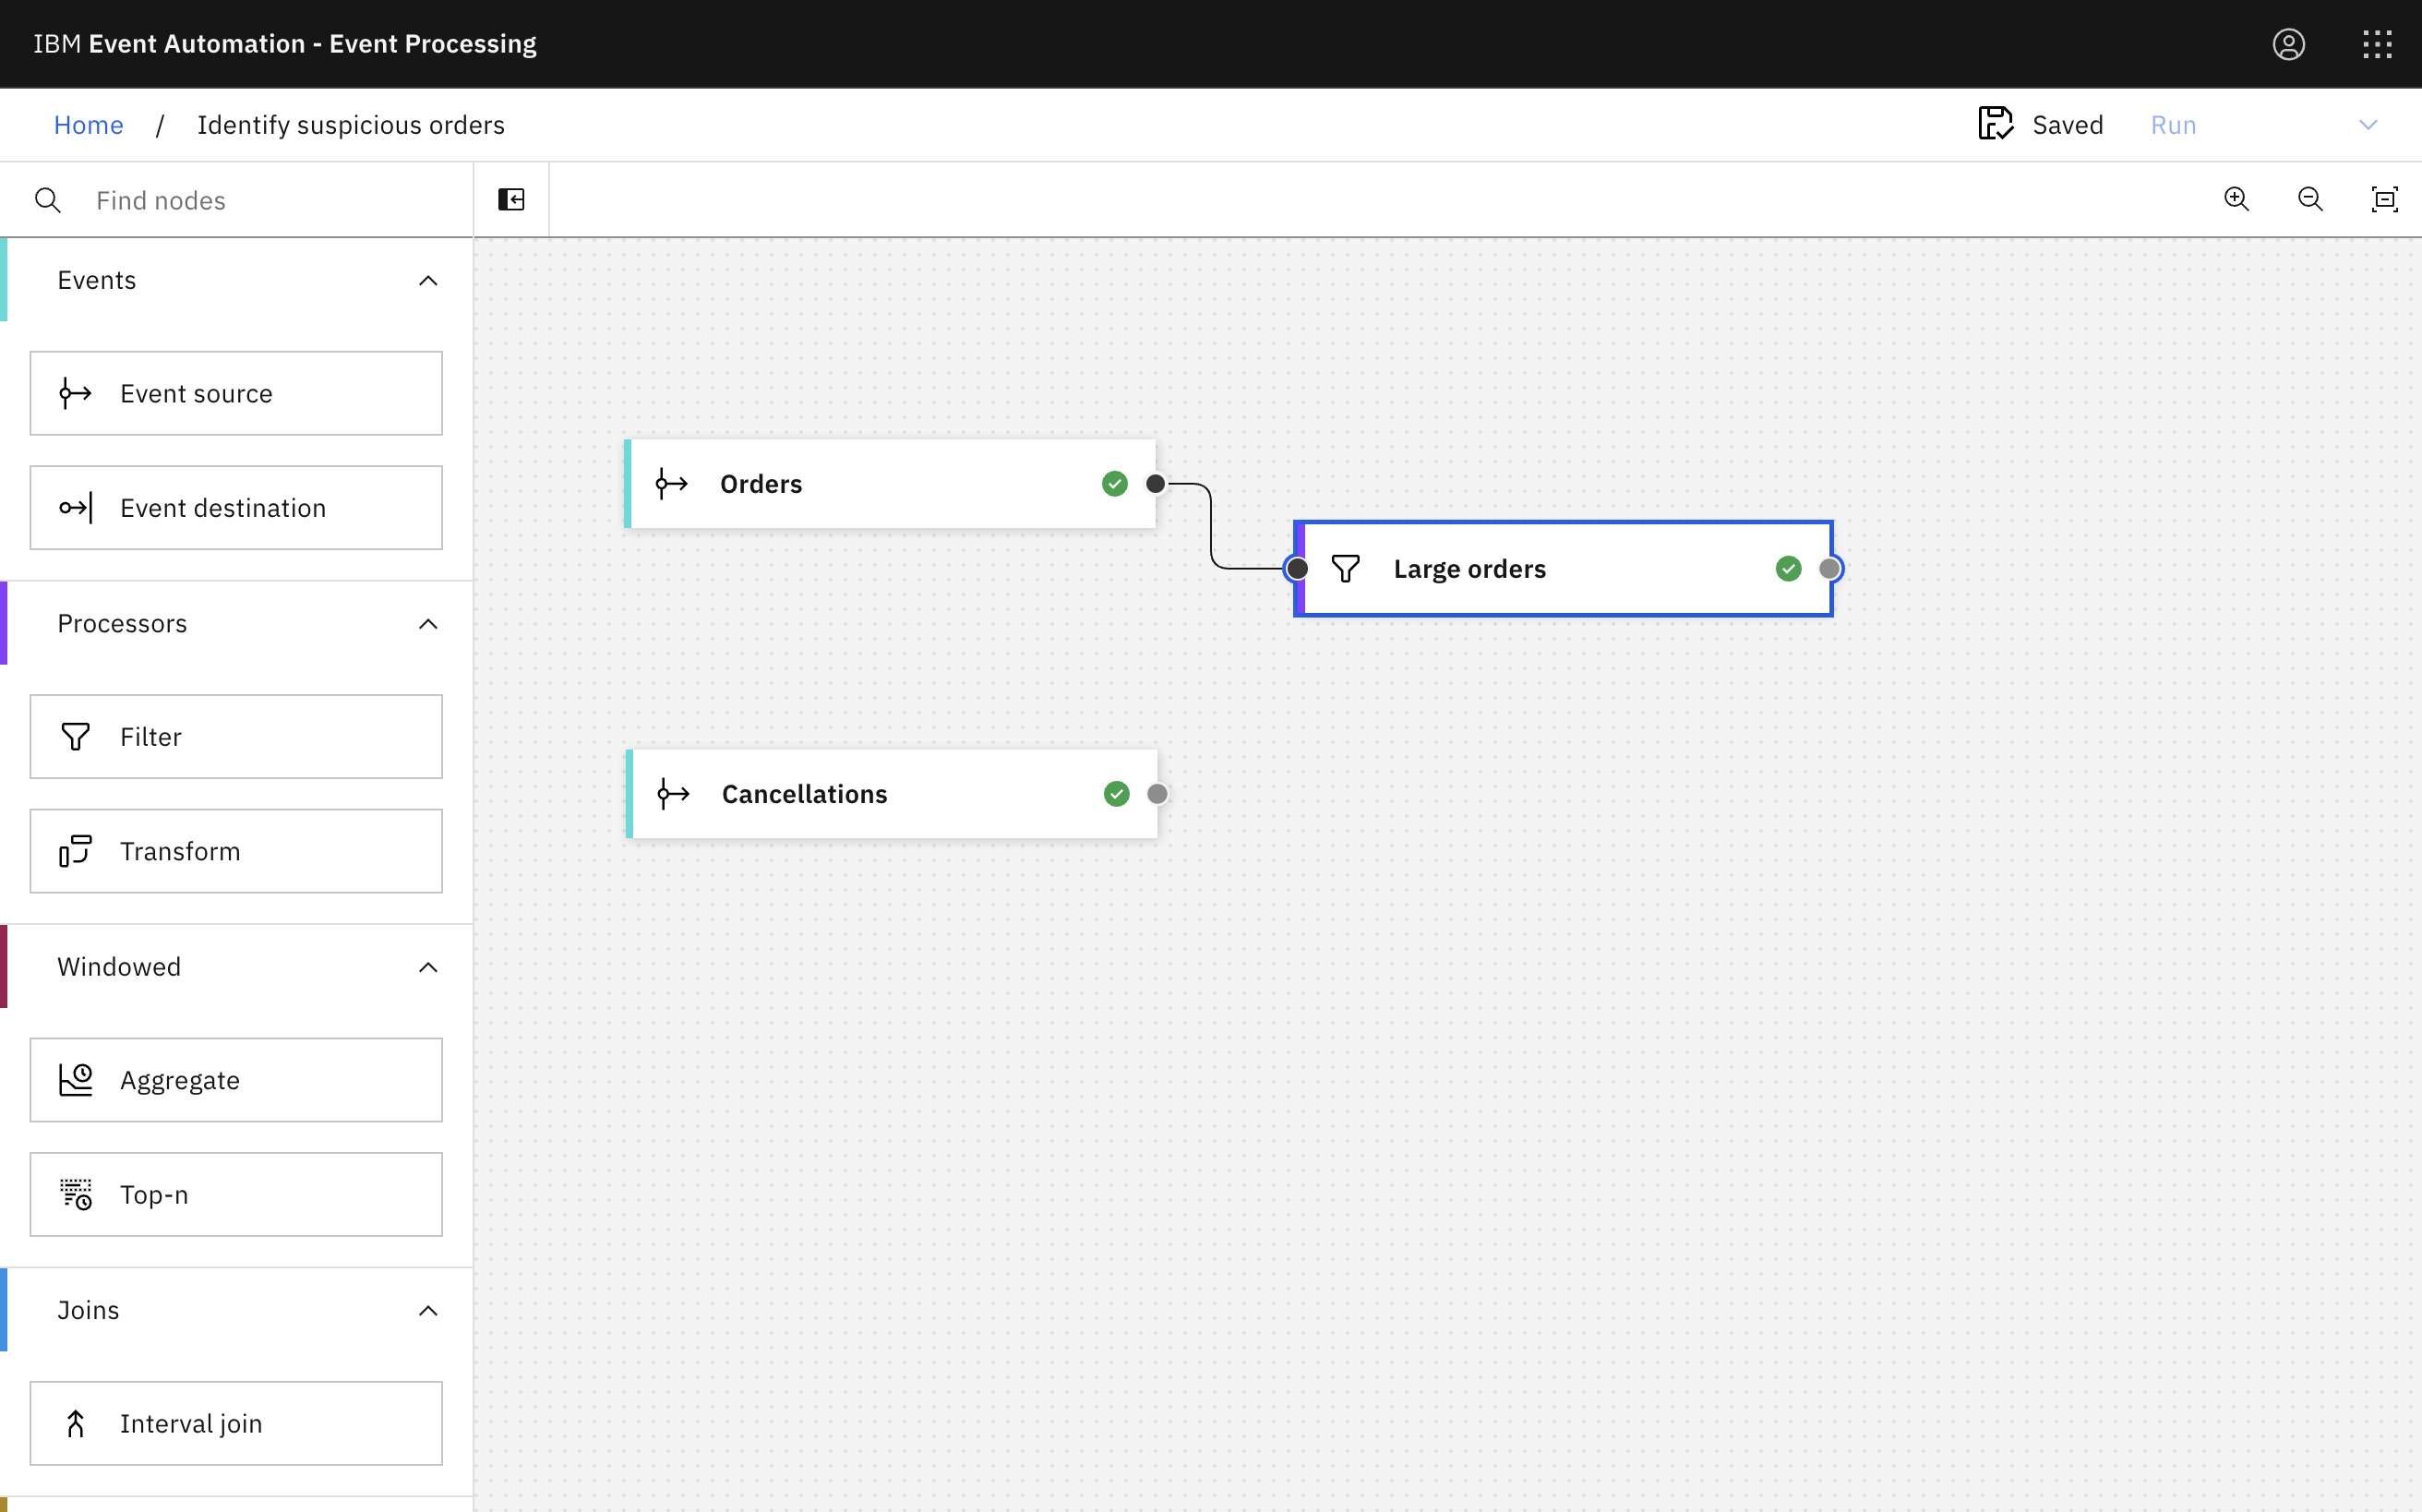 IBM Event Automation - Event Processing
Home / Identify suspicious orders
Saved
Run
Find nodes
Events
Event source
Event destination
Processors
Filter
Transform
Windowed
Aggregate
Top-n
Joins
Interval join
Orders
Large orders
Cancellations